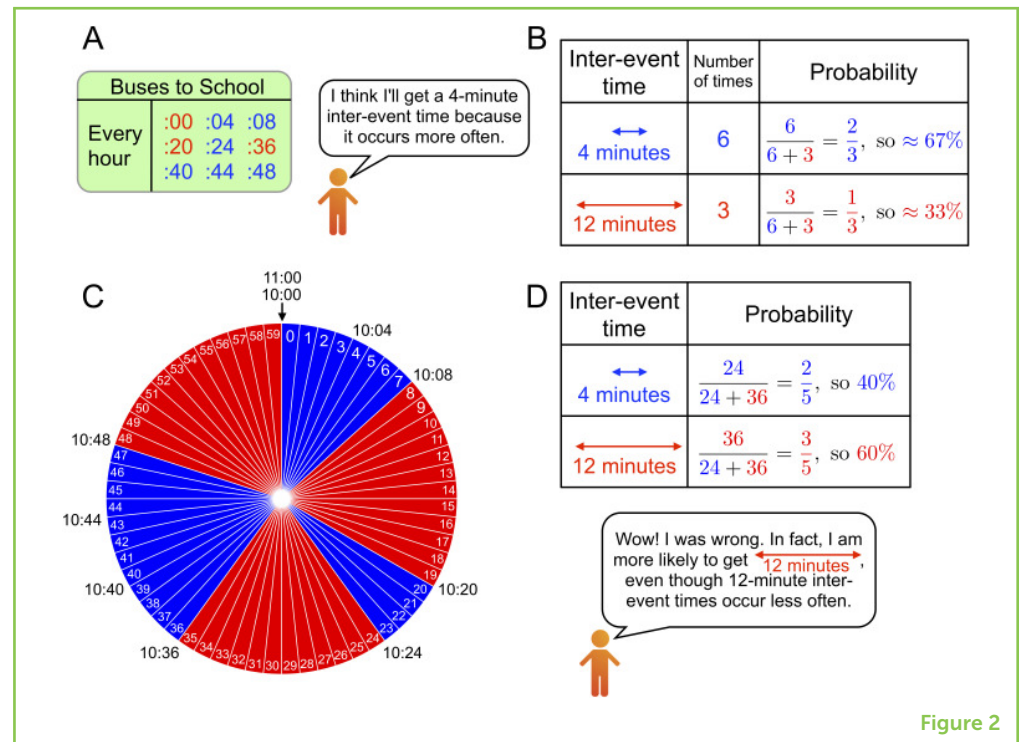 A
Buses to School
Every
hour
:00 :04 :08
:20 :24 :36
:40 :44 :48
I think I'll get a 4-minute
inter-event time because
it occurs more often.
B
Inter-event
time
Number
of times
Probability
4 minutes
6
6/(6 + 3) = 2/3, so ≈ 67%
12 minutes
3
3/(6 + 3) = 1/3, so ≈ 33%
C
11:00
10:00
10:04
10:08
10:20
10:24
10:36
10:40
10:44
10:48
0
1
2
3
4
5
6
7
8
9
10
11
12
13
14
15
16
17
18
19
20
21
22
23
24
25
26
27
28
29
30
31
32
33
34
35
36
37
38
39
40
41
42
43
44
45
46
47
48
49
50
51
52
53
54
55
56
57
58
59
D
Inter-event
time
Probability
4 minutes
24/(24 + 36) = 2/5, so 40%
12 minutes
36/(24 + 36) = 3/5, so 60%
Wow! I was wrong. In fact, I am
more likely to get 12 minutes,
even though 12-minute inter-
event times occur less often.
Figure 2